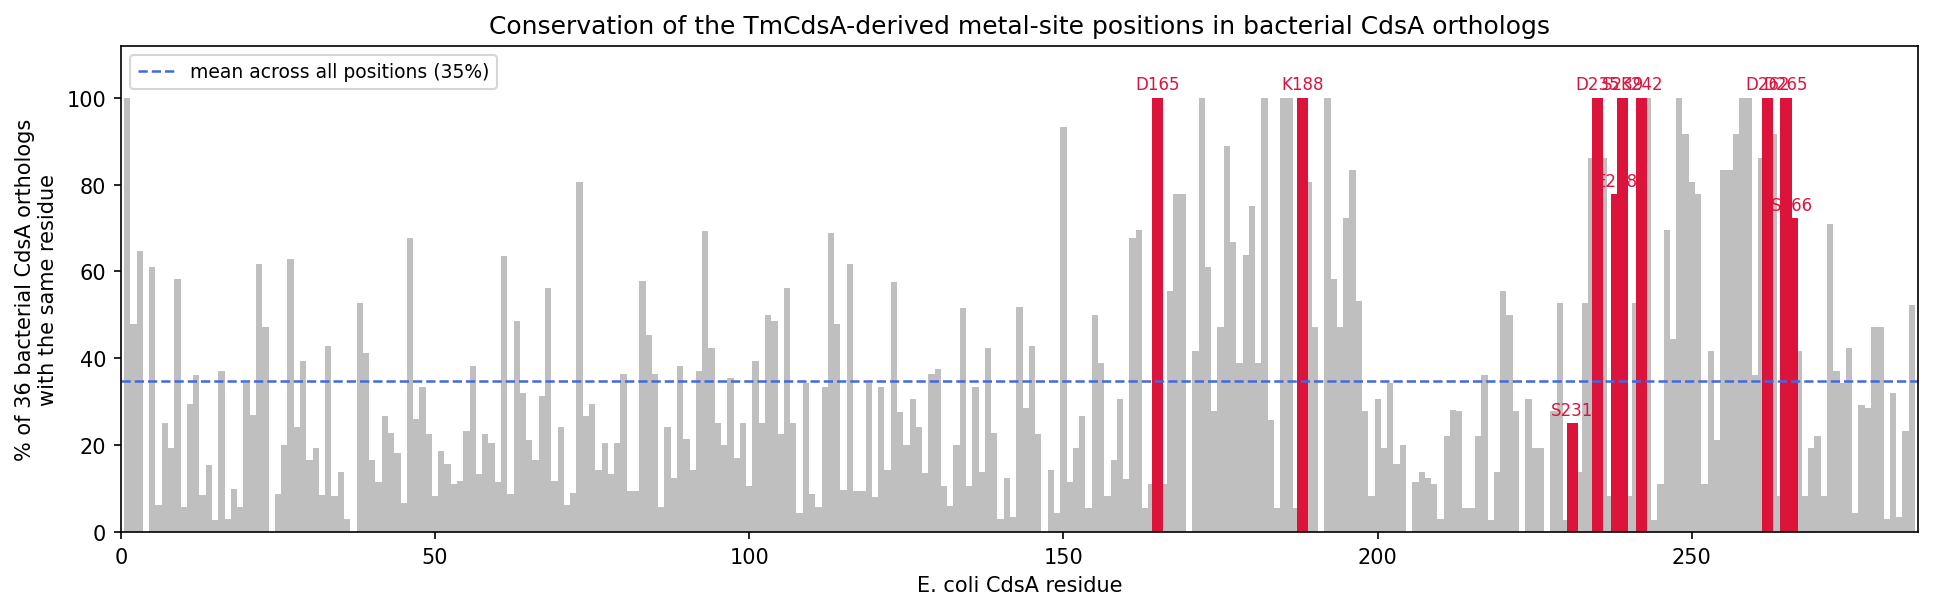 Conservation of the TmCdsA-derived metal-site positions in bacterial CdsA orthologs
mean across all positions (35%)
% of 36 bacterial CdsA orthologs
with the same residue
100
80
60
40
20
0
D165
K188
D235
K242
D262
D265
S266
S231
0
50
100
150
200
250
E. coli CdsA residue